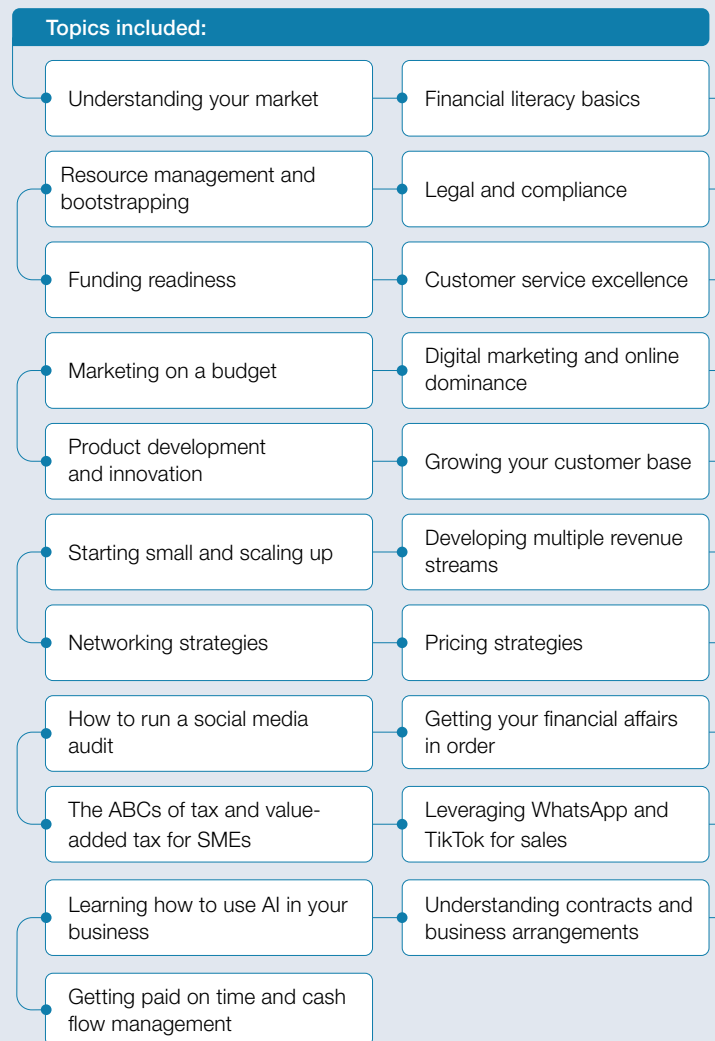 Topics included:
Understanding your market
Financial literacy basics
Resource management and
bootstrapping
Legal and compliance
Funding readiness
Customer service excellence
Marketing on a budget
Digital marketing and online
dominance
Product development
and innovation
Growing your customer base
Starting small and scaling up
Developing multiple revenue
streams
Networking strategies
Pricing strategies
How to run a social media
audit
Getting your financial affairs
in order
The ABCs of tax and value-
added tax for SMEs
Leveraging WhatsApp and
TikTok for sales
Learning how to use AI in your
business
Understanding contracts and
business arrangements
Getting paid on time and cash
flow management